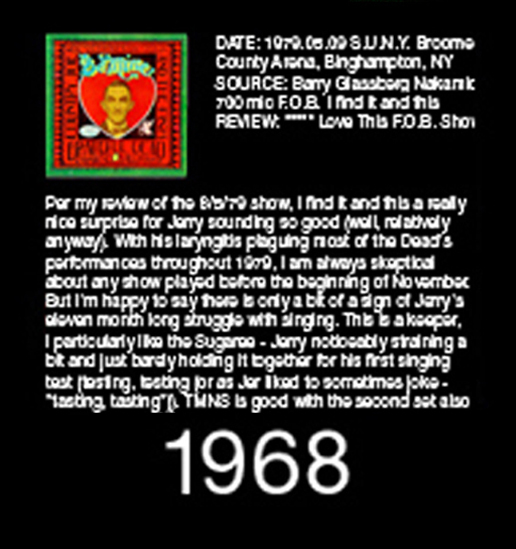 DATE: 1979.05.09 S.U.N.Y. Broome
County Arena, Binghampton, NY
SOURCE: Barry Glassberg Nakamic
700 mic F.O.B. I find it and this
REVIEW: ***** Love This F.O.B. Show
GRATEFUL DEAD
Per my review of the 8/5/79 show, I find it and this a really
nice surprise for Jerry sounding so good (well, relatively
anyway). With his laryngitis plaguing most of the Dead's
performances throughout 1979, I am always skeptical
about any show played before the beginning of November.
But I'm happy to say there is only a bit of a sign of Jerry's
eleven month long struggle with singing. This is a keeper,
I particularly like the Sugaree - Jerry noticeably straining a
bit and just barely holding it together for his first singing
test (testing, testing for as Jer liked to sometimes joke -
"tasting, tasting"!). TMNS is good with the second set also
1968